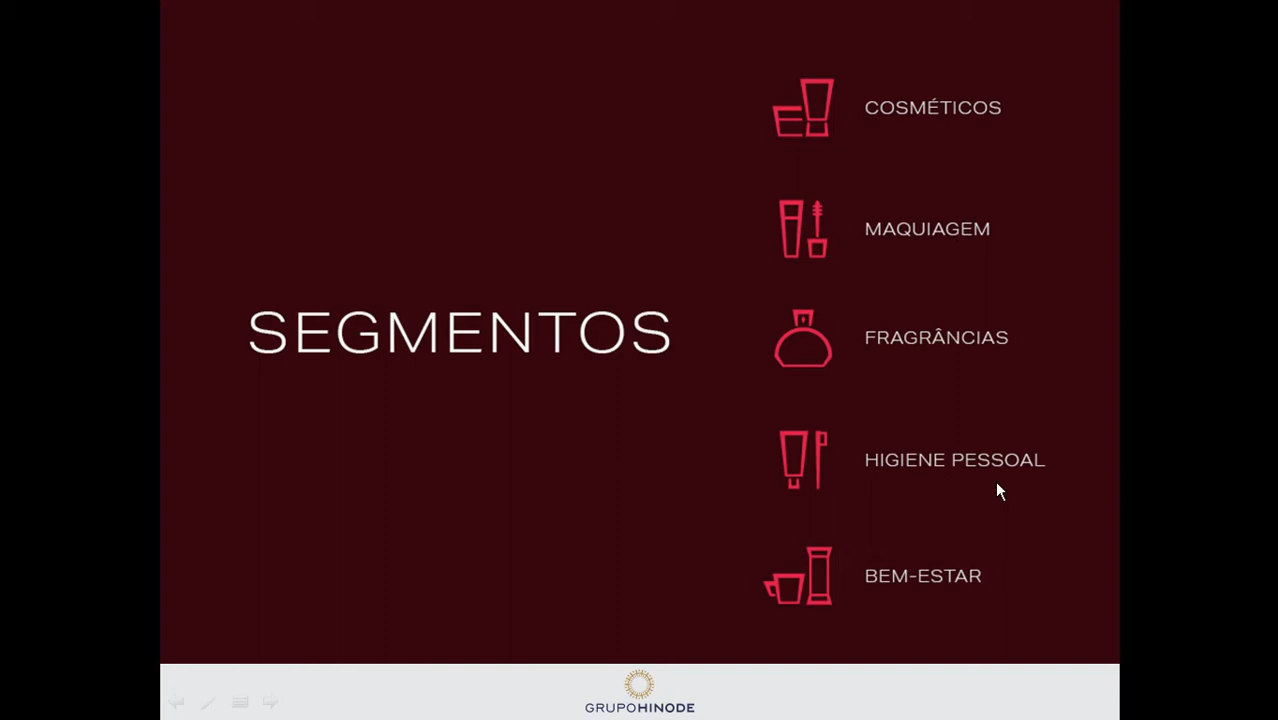 SEGMENTOS
COSMÉTICOS
MAQUIAGEM
FRAGRÂNCIAS
HIGIENE PESSOAL
BEM-ESTAR
GRUPOHINODE